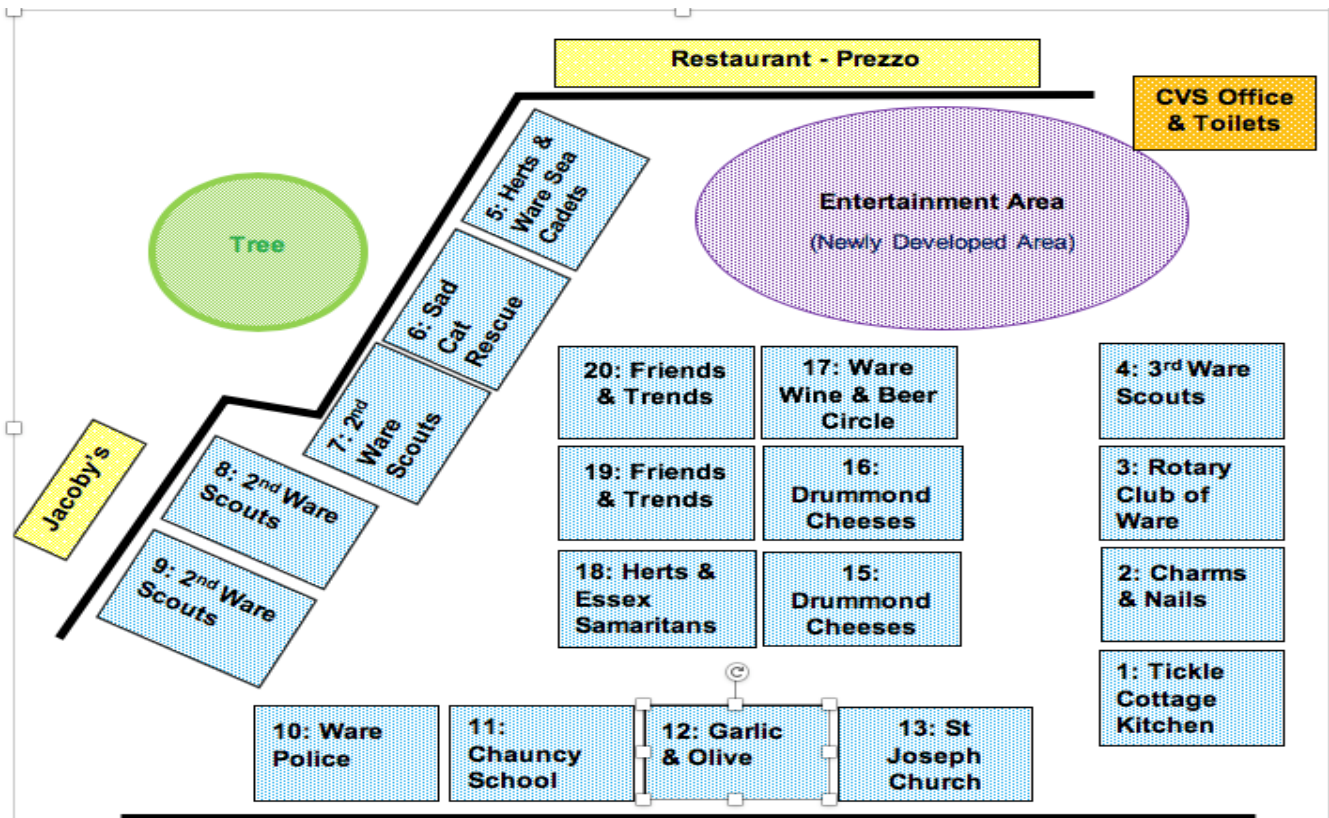 Restaurant - Prezzo
CVS Office
& Toilets
5: Herts &
Ware Sea
Cadets
Entertainment Area
(Newly Developed Area)
Tree
6: Sad
Cat
Rescue
7: 2nd
Ware
Scouts
Jacoby's
8: 2nd Ware
Scouts
9: 2nd Ware
Scouts
20: Friends
& Trends
17: Ware
Wine & Beer
Circle
4: 3rd Ware
Scouts
19: Friends
& Trends
16:
Drummond
Cheeses
3: Rotary
Club of
Ware
18: Herts &
Essex
Samaritans
15:
Drummond
Cheeses
2: Charms
& Nails
1: Tickle
Cottage
Kitchen
10: Ware
Police
11:
Chauncy
School
12: Garlic
& Olive
13: St
Joseph
Church